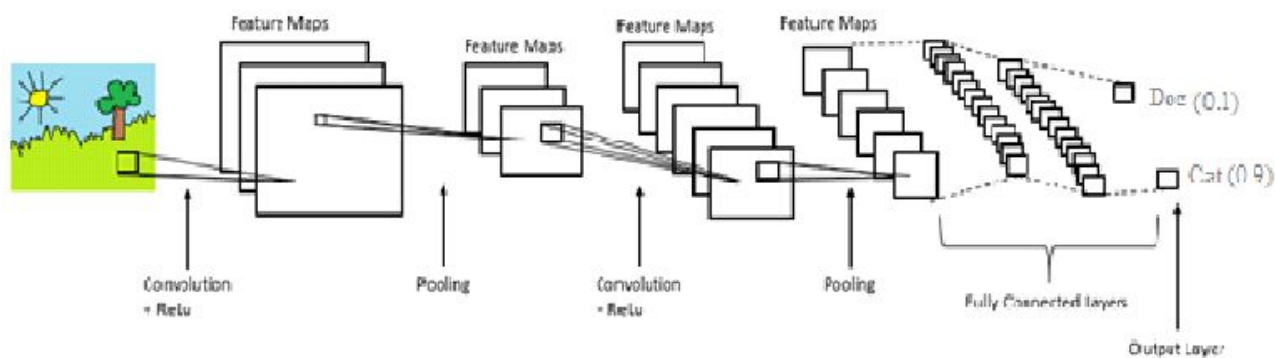 Feature Maps
Feature Maps
Feature Maps
Feature Maps
(0.1)
Cat (0.9)
Convolution
+ Relu
Pooling
Convolution
+ Relu
Pooling
Fully Connected Layers
Output Layer